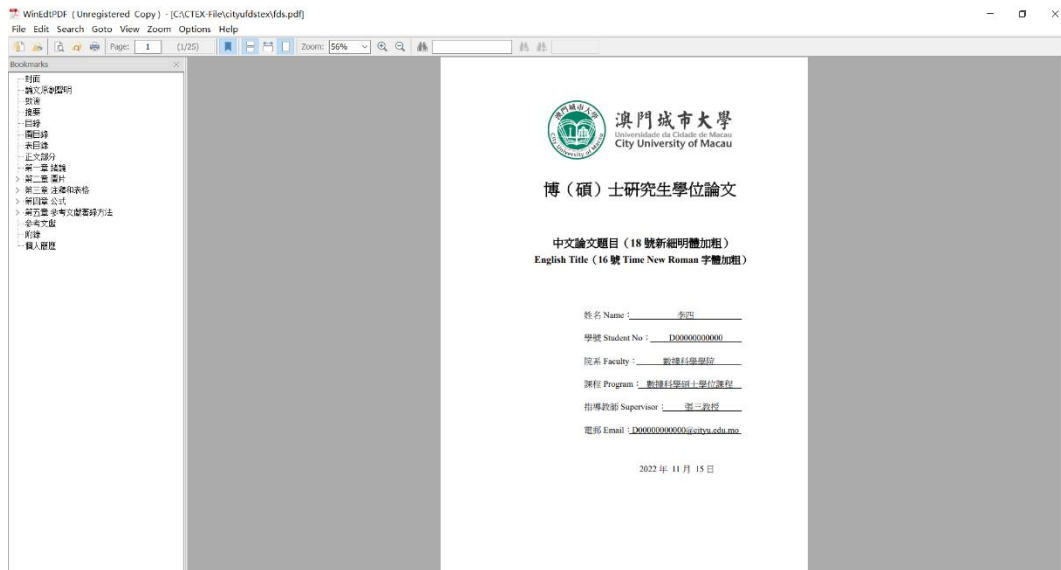 WinEdtPDF (Unregistered Copy) - [C:\CTEX-File\cityufdstex\fds.pdf]
File Edit Search Goto View Zoom Options Help
Page: 1 (1/25) Zoom: 56%
Bookmarks
封面
論文原創聲明
致謝
摘要
目錄
圖目錄
表目錄
正文部分
第一章 緒論
第二章 圖片
第三章 注釋和表格
第四章 公式
第五章 參考文獻著錄方法
參考文獻
附錄
個人簡歷
澳門城市大學
Universidade da Cidade de Macau
City University of Macau
博（碩）士研究生學位論文
中文論文題目（18 號新細明體加粗）
English Title（16 號 Time New Roman 字體加粗）
姓名 Name： 李四
學號 Student No： D00000000000
院系 Faculty： 數據科學學院
課程 Program： 數據科學碩士學位課程
指導教師 Supervisor： 張三教授
電郵 Email：D00000000000@cityu.edu.mo
2022 年 11 月 15 日